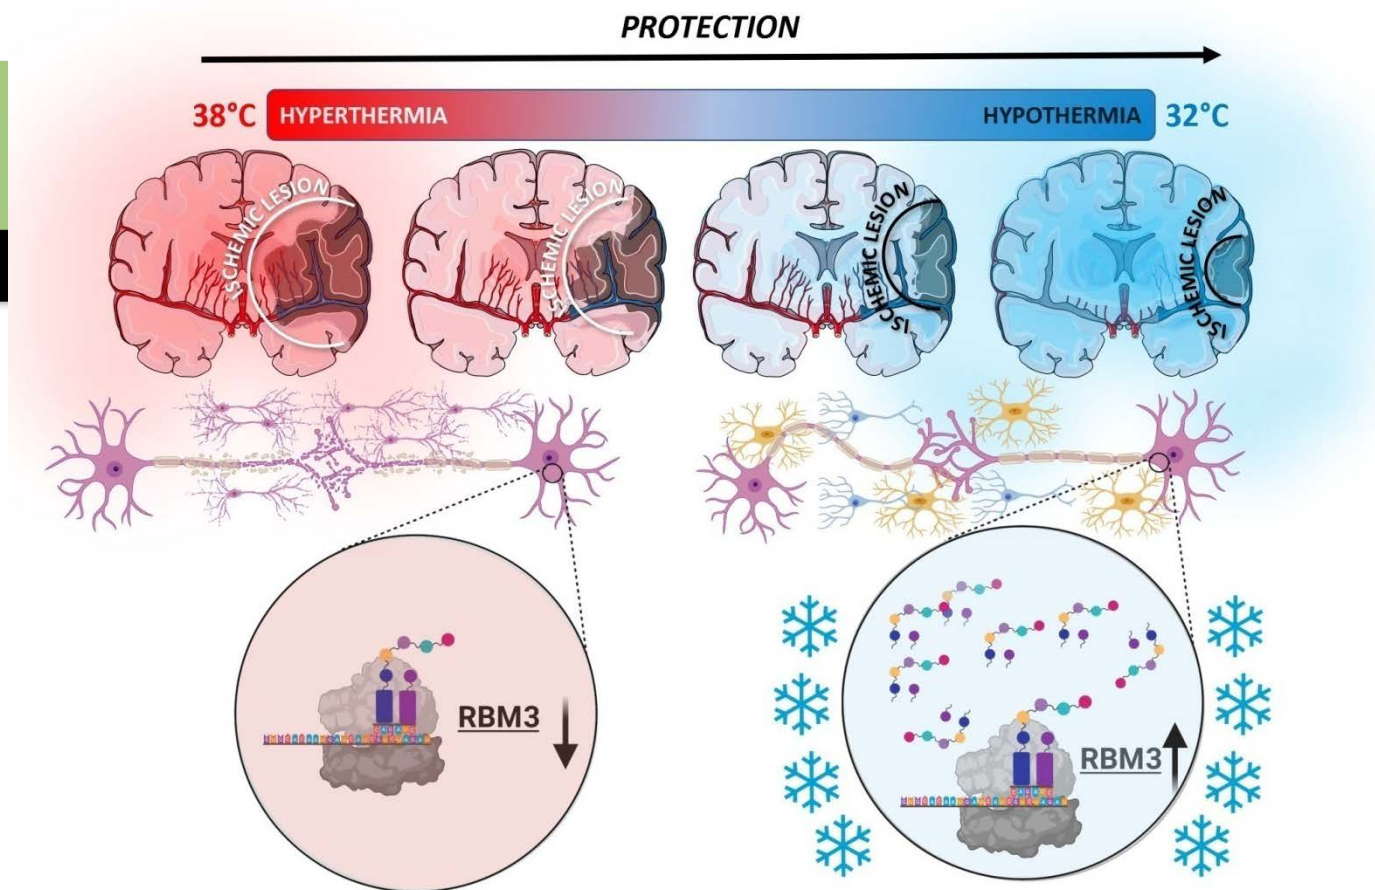 PROTECTION
38°C HYPERTHERMIA HYPOTHERMIA 32°C
ISCHEMIC LESION
ISCHEMIC LESION
ISCHEMIC LESION
ISCHEMIC LESION
RBM3
RBM3